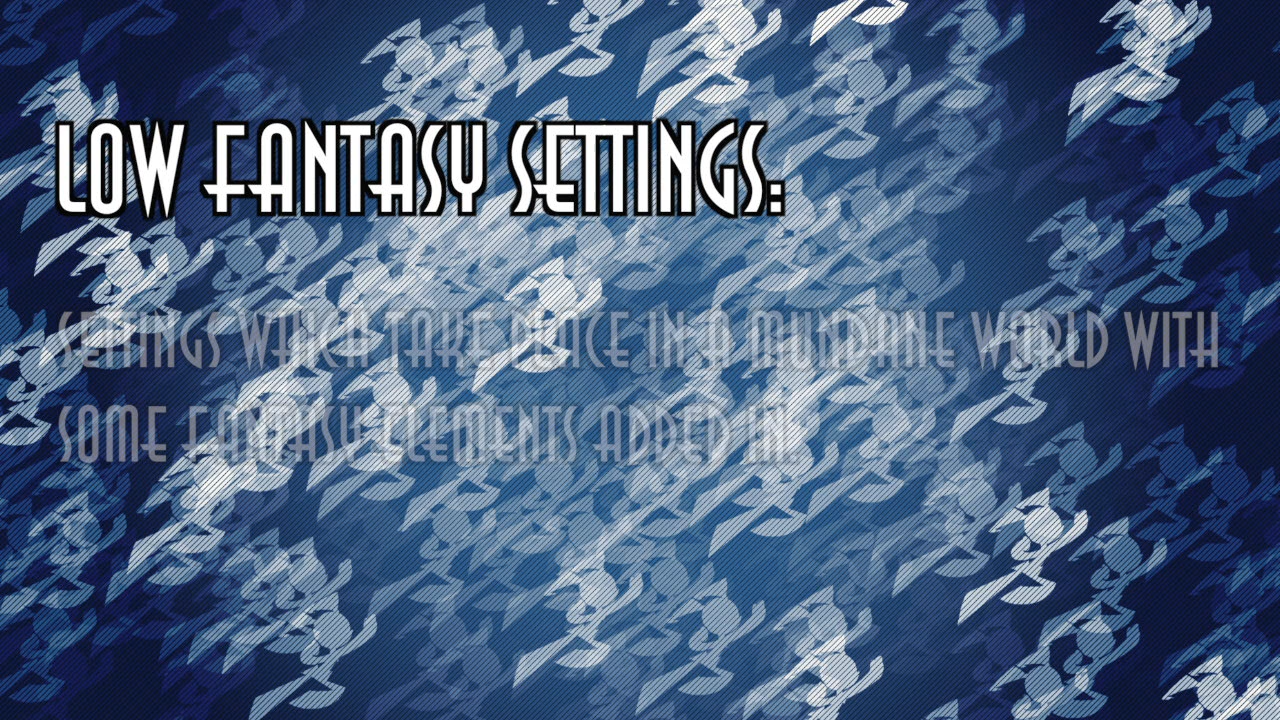 LOW FANTASY SETTINGS:
SETTINGS WHICH TAKE PLACE IN A MUNDANE WORLD WITH
SOME FANTASY ELEMENTS ADDED IN.